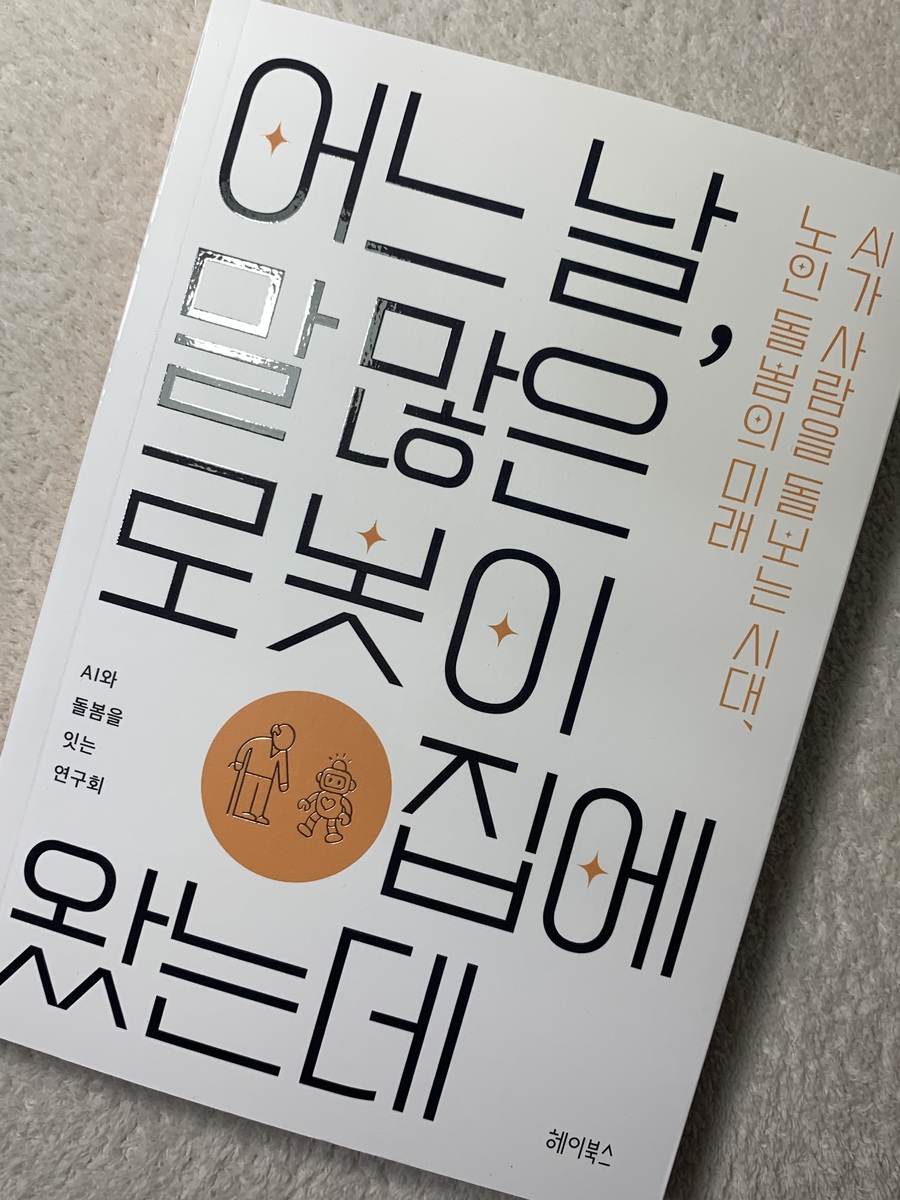 어느 날,
말 많은
로봇이
집에
왔는데
AI가 사람을 돌보는 시대,
노인 돌봄의 미래
AI와
돌봄을
잇는
연구회
헤이북스